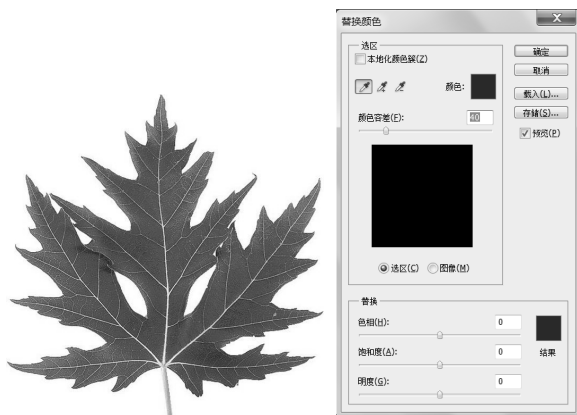 替换颜色
选区
本地化颜色簇(Z)
颜色:
颜色容差(F):
40
选区(C)
图像(M)
确定
取消
载入(L)...
存储(S)...
预览(P)
替换
色相(H):
0
饱和度(A):
0
明度(G):
0
结果